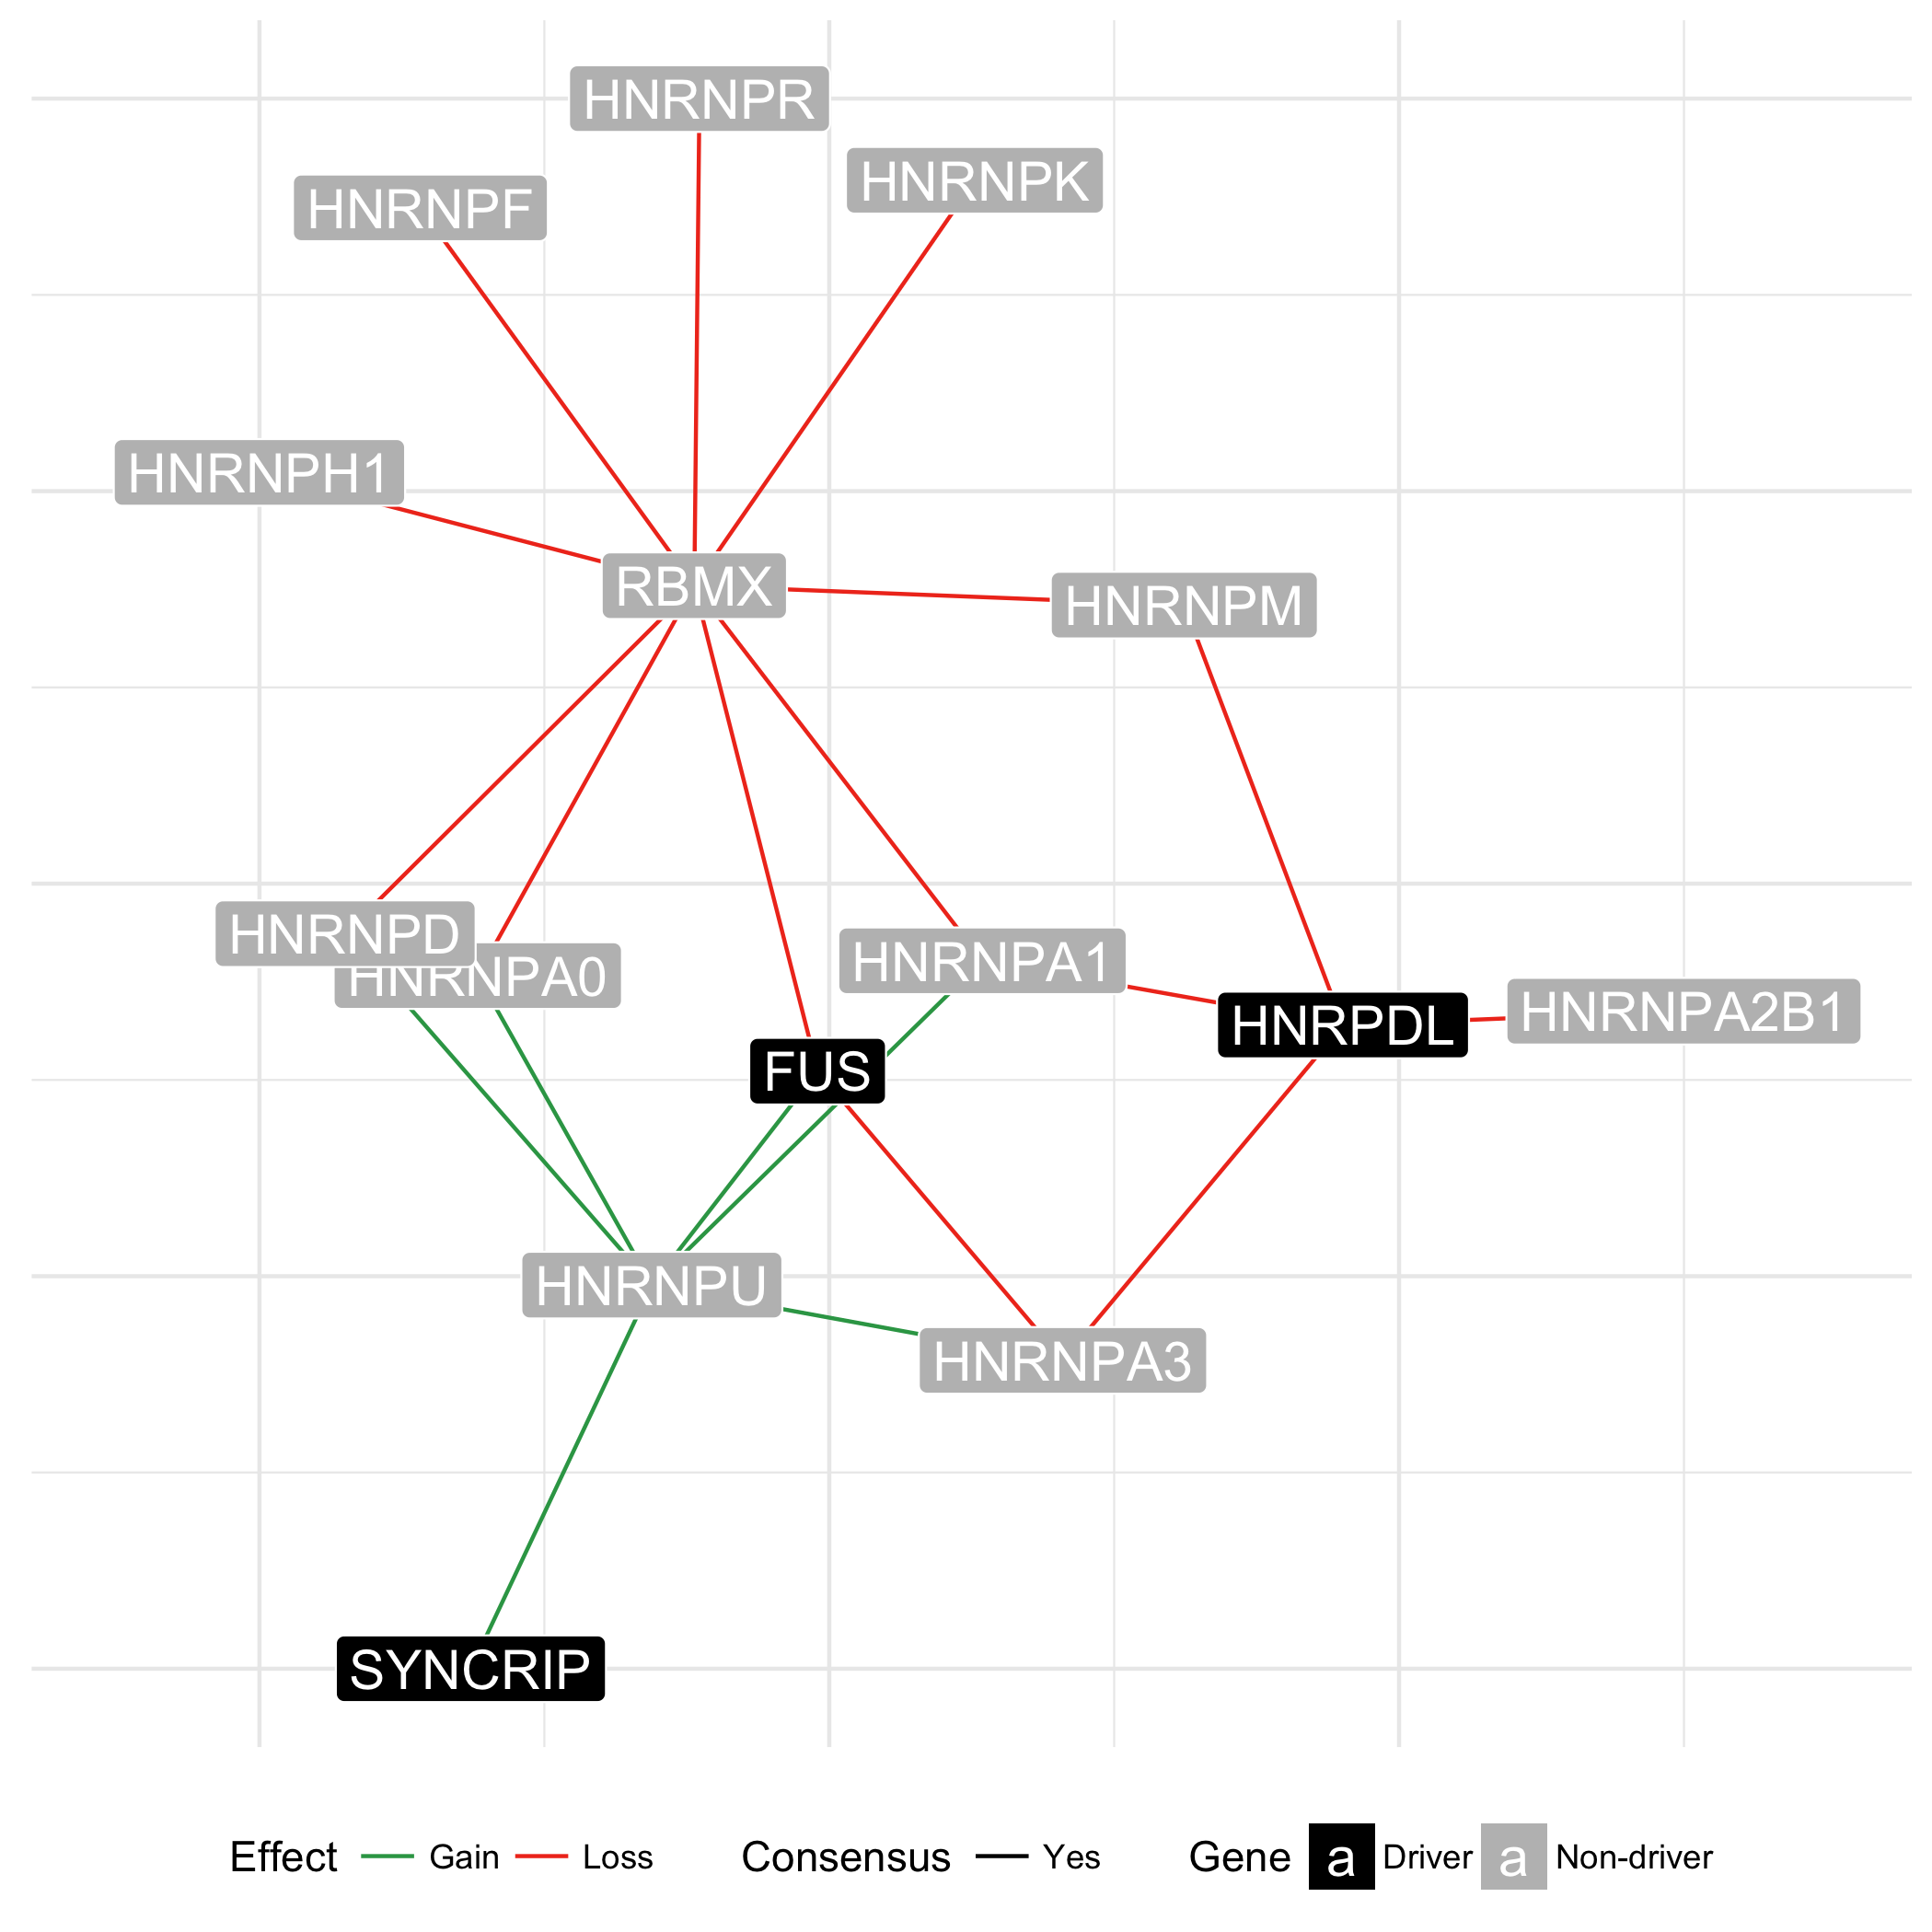 HNRNPR
HNRNPK
HNRNPF
HNRNPH1
RBMX
HNRNPM
HNRNPD
HNRNPA0
HNRNPA1
HNRPDL
HNRNPA2B1
FUS
HNRNPU
HNRNPA3
SYNCRIP
Effect Gain Loss Consensus Yes Gene a Driver a Non-driver